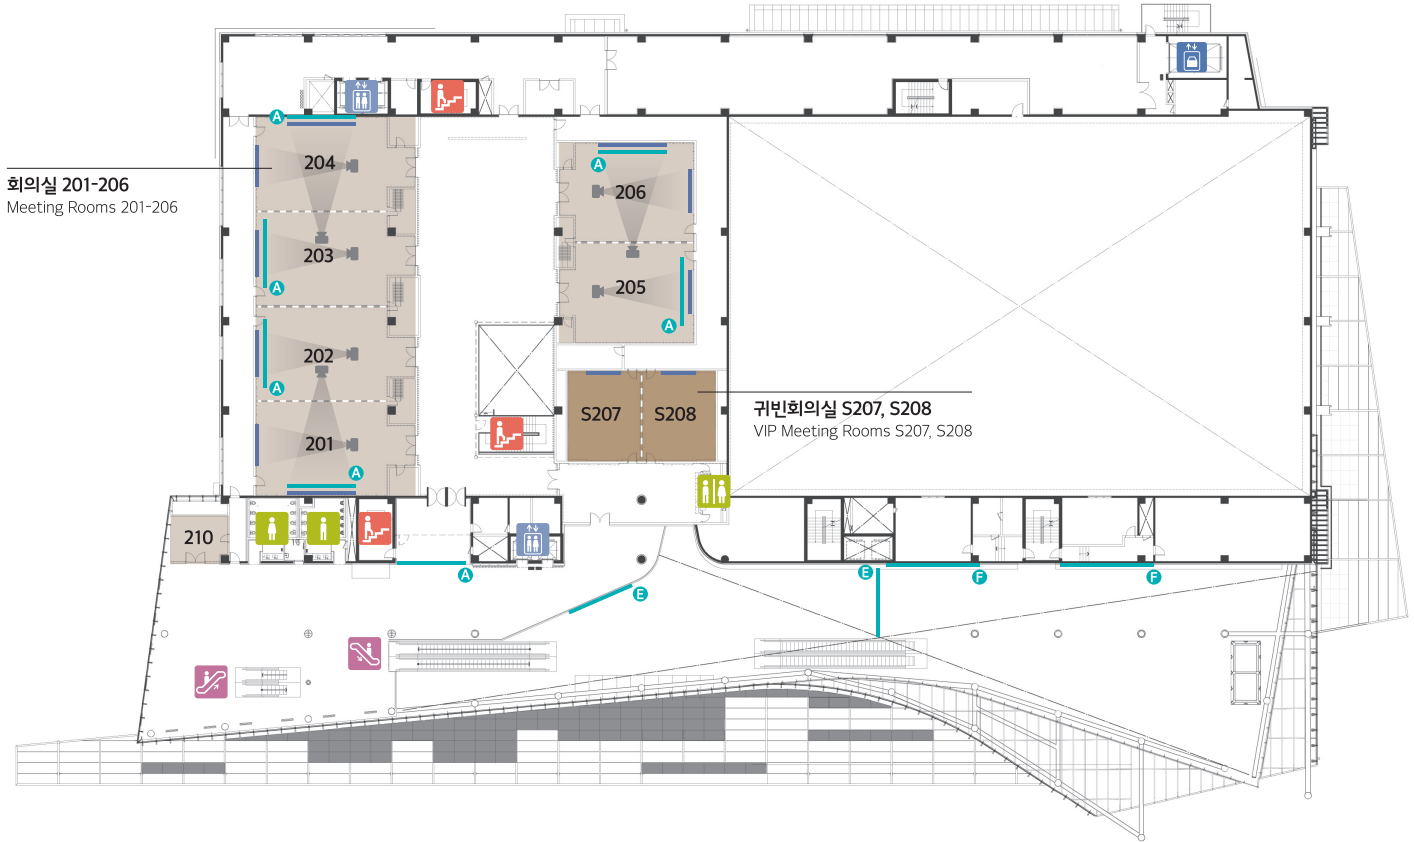 A
204
206
A
회의실 201-206
Meeting Rooms 201-206
203
A
205
A
202
A
201
A
S207
S208
귀빈회의실 S207, S208
VIP Meeting Rooms S207, S208
210
A
E
E
F
F